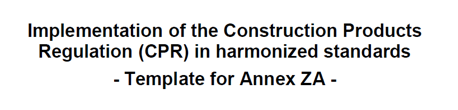 Implementation of the Construction Products
Regulation (CPR) in harmonized standards
- Template for Annex ZA -